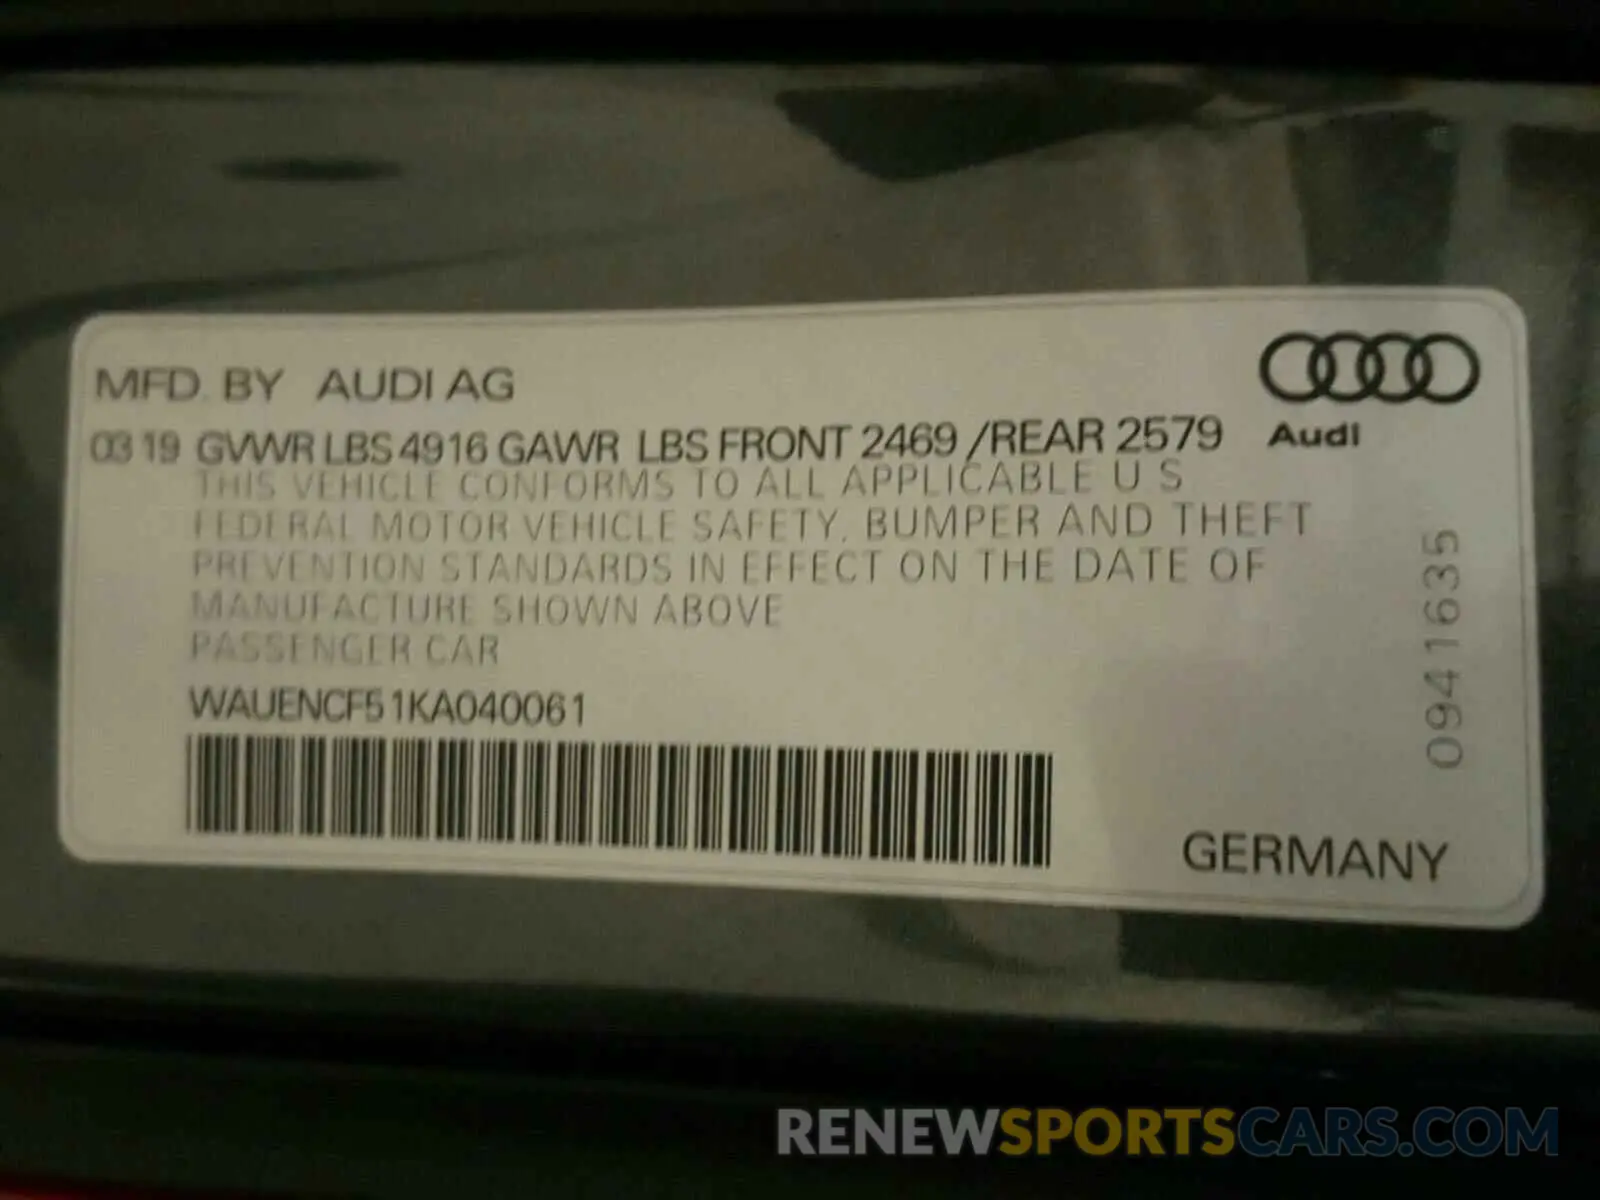 MFD. BY AUDI AG
03 19 GVWR LBS 4916 GAWR LBS FRONT 2469 /REAR 2579
Audi
THIS VEHICLE CONFORMS TO ALL APPLICABLE U S
FEDERAL MOTOR VEHICLE SAFETY, BUMPER AND THEFT
PREVENTION STANDARDS IN EFFECT ON THE DATE OF
MANUFACTURE SHOWN ABOVE
PASSENGER CAR
WAUENCF51KA040061
0941635
GERMANY
RENEWSPORTSCARS.COM